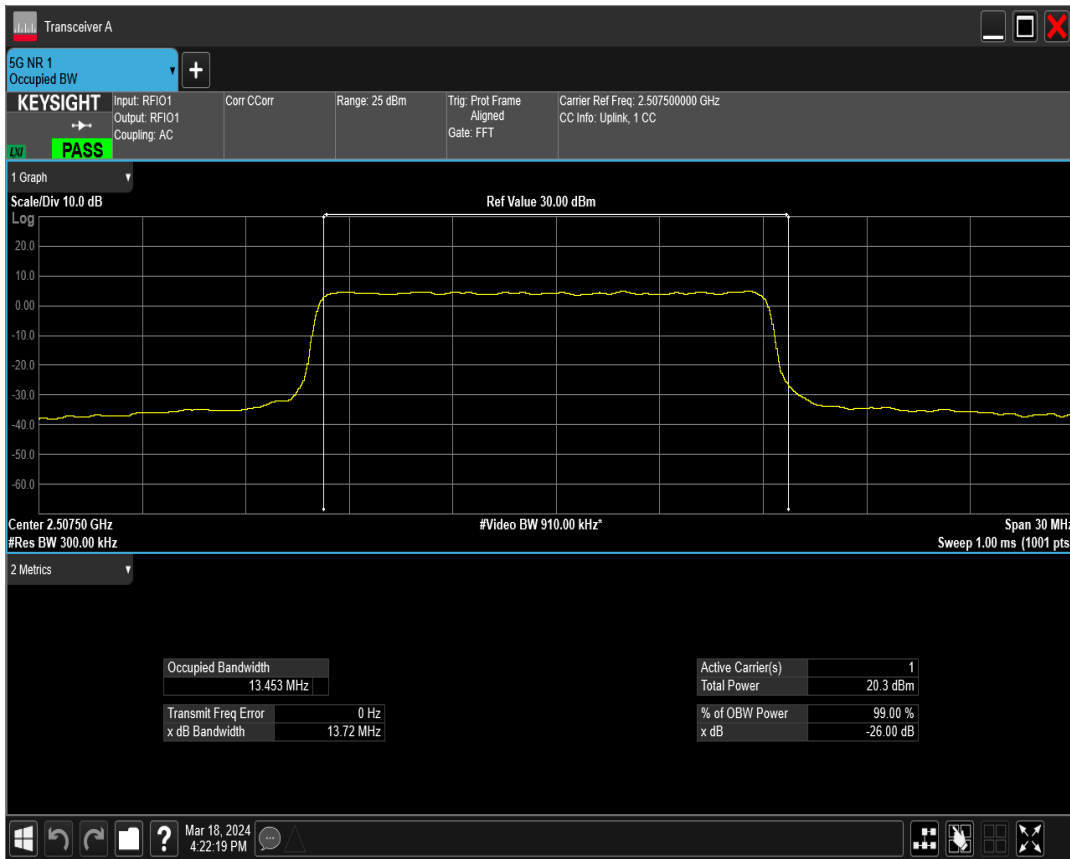 Transceiver A
5G NR 1
Occupied BW
KEYSIGHT
LXI
PASS
Input: RFIO1
Output: RFIO1
Coupling: AC
Corr CCorr
Range: 25 dBm
Trig: Prot Frame
Aligned
Gate: FFT
Carrier Ref Freq: 2.507500000 GHz
CC Info: Uplink, 1 CC
1 Graph
Scale/Div 10.0 dB
Ref Value 30.00 dBm
Log
20.0
10.0
0.00
-10.0
-20.0
-30.0
-40.0
-50.0
-60.0
Center 2.50750 GHz
#Video BW 910.00 kHz*
Span 30 MHz
#Res BW 300.00 kHz
Sweep 1.00 ms (1001 pts
2 Metrics
Occupied Bandwidth
13.453 MHz
Transmit Freq Error 0 Hz
x dB Bandwidth 13.72 MHz
Active Carrier(s) 1
Total Power 20.3 dBm
% of OBW Power 99.00 %
x dB -26.00 dB
?
Mar 18, 2024
4:22:19 PM